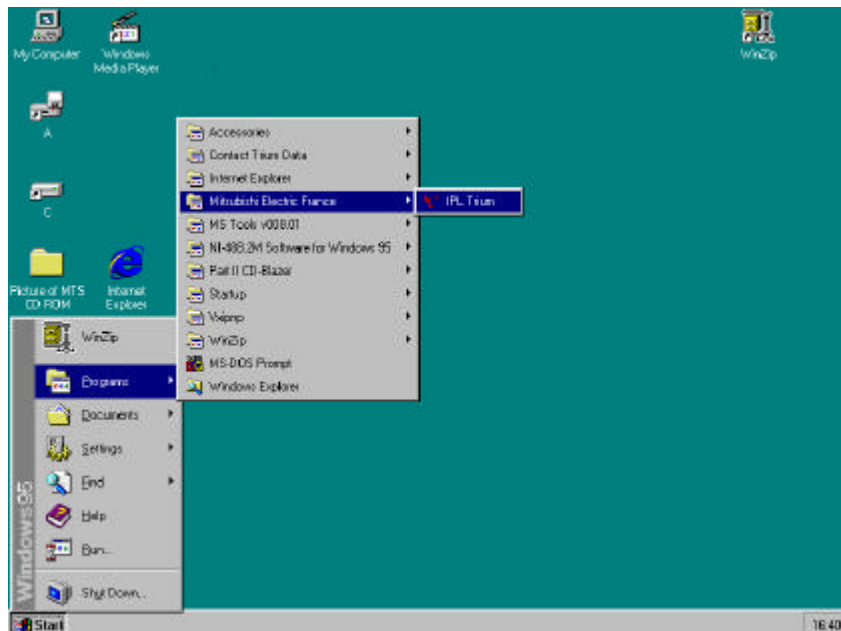 My Computer
Windows
Media Player
WinZip
A
C
Picture of MTS
CD ROM
Internet
Explorer
Accessories
Contact Trium Data
Internet Explorer
Mitsubishi Electric France
IPL Trium
MS Tools v008.01
NI-488.2M Software for Windows 95
Part II CD-Blazer
Startup
WinZip
MS-DOS Prompt
Windows Explorer
WinZip
Programs
Documents
Settings
Find
Help
Run...
Shut Down...
Windows95
Start
16:40